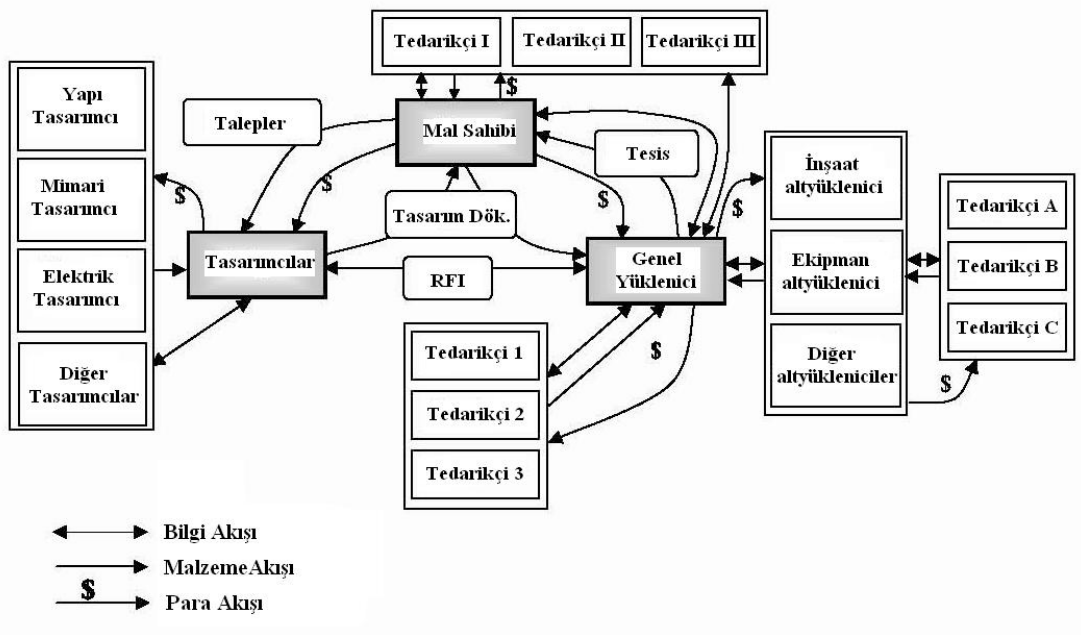 Tedarikçi I
Tedarikçi II
Tedarikçi III
Yapı
Tasarımcı
Mimari
Tasarımcı
Elektrik
Tasarımcı
Diğer
Tasarımcılar
Talepler
Mal Sahibi
Tesis
$
$
$
$
$
Tasarım Dök.
Tasarımcılar
RFI
Genel
Yüklenici
İnşaat
altyüklenici
Ekipman
altyüklenici
Diğer
altyükleniciler
Tedarikçi A
Tedarikçi B
Tedarikçi C
$
Tedarikçi 1
Tedarikçi 2
Tedarikçi 3
$
Bilgi Akışı
MalzemeAkışı
$
Para Akışı